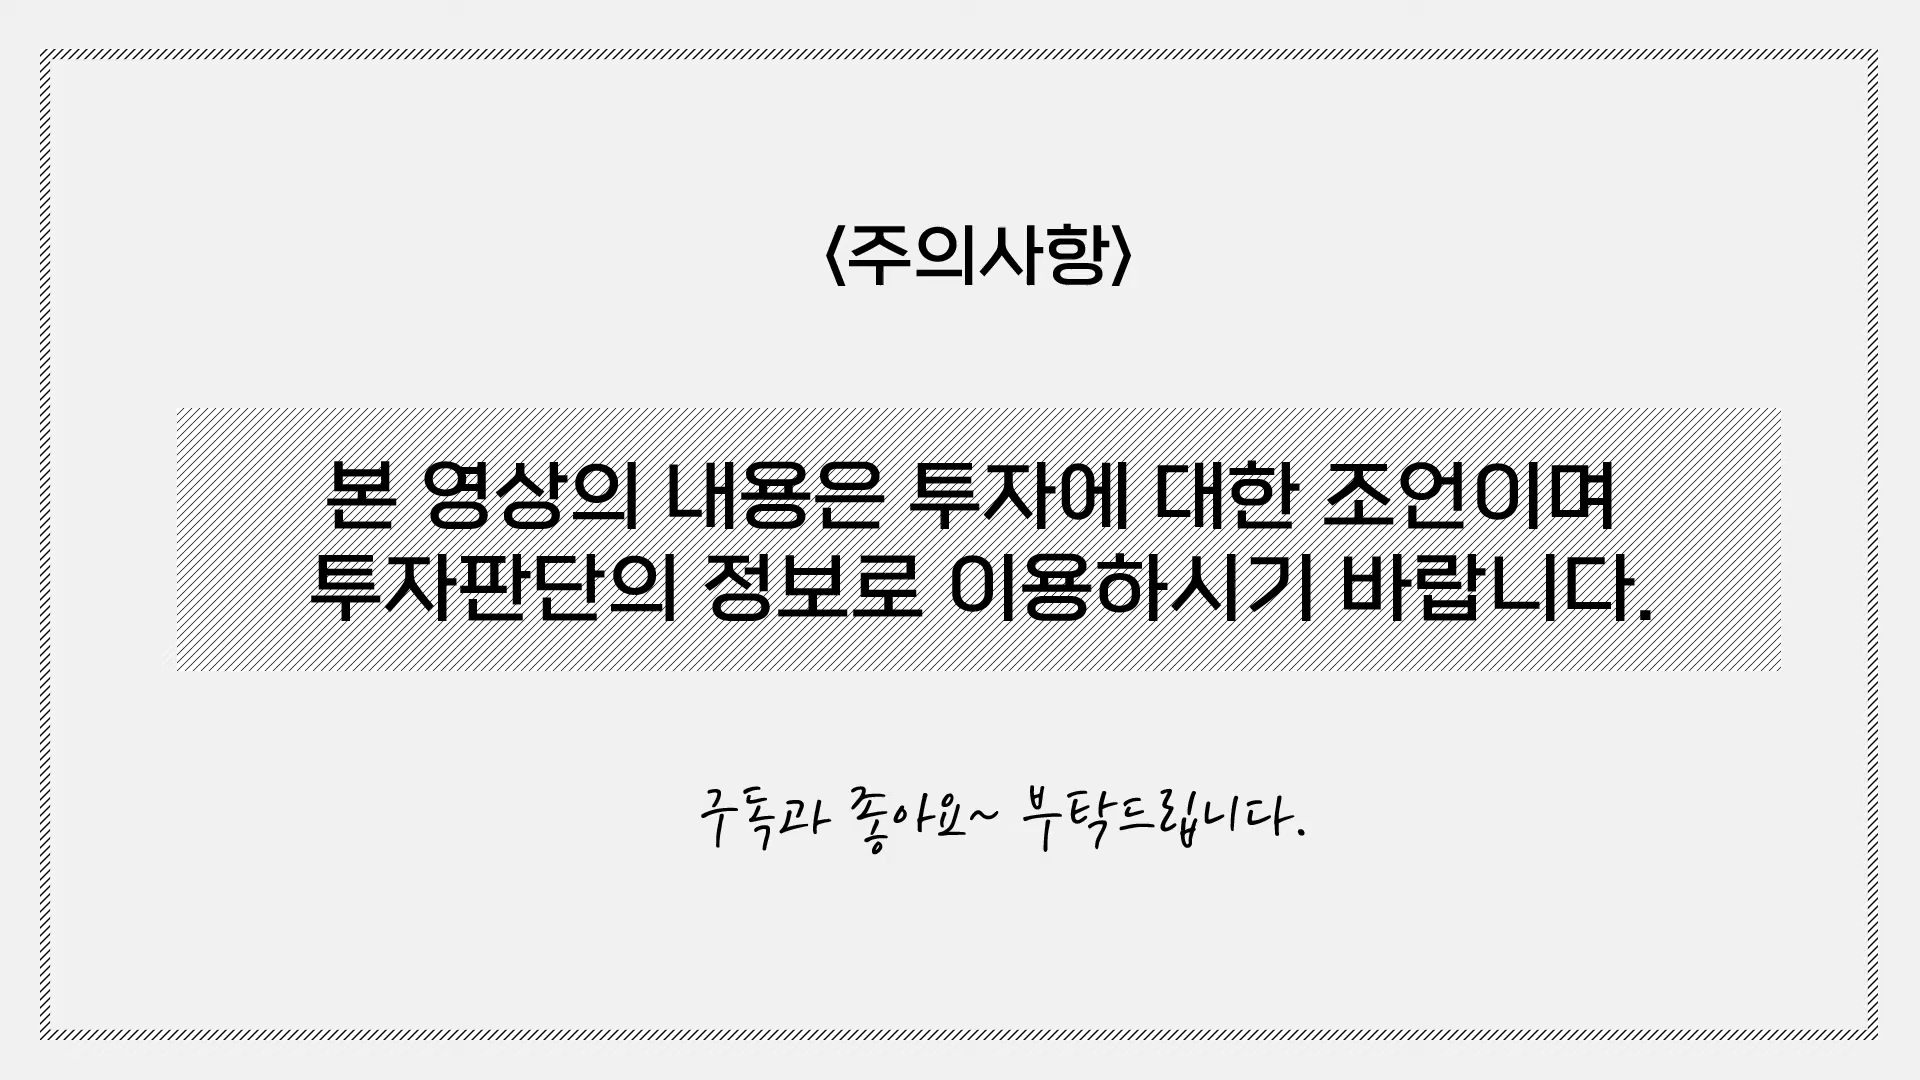 〈주의사항〉
본 영상의 내용은 투자에 대한 조언이며
투자판단의 정보로 이용하시기 바랍니다.
구독과 좋아요~ 부탁드립니다.